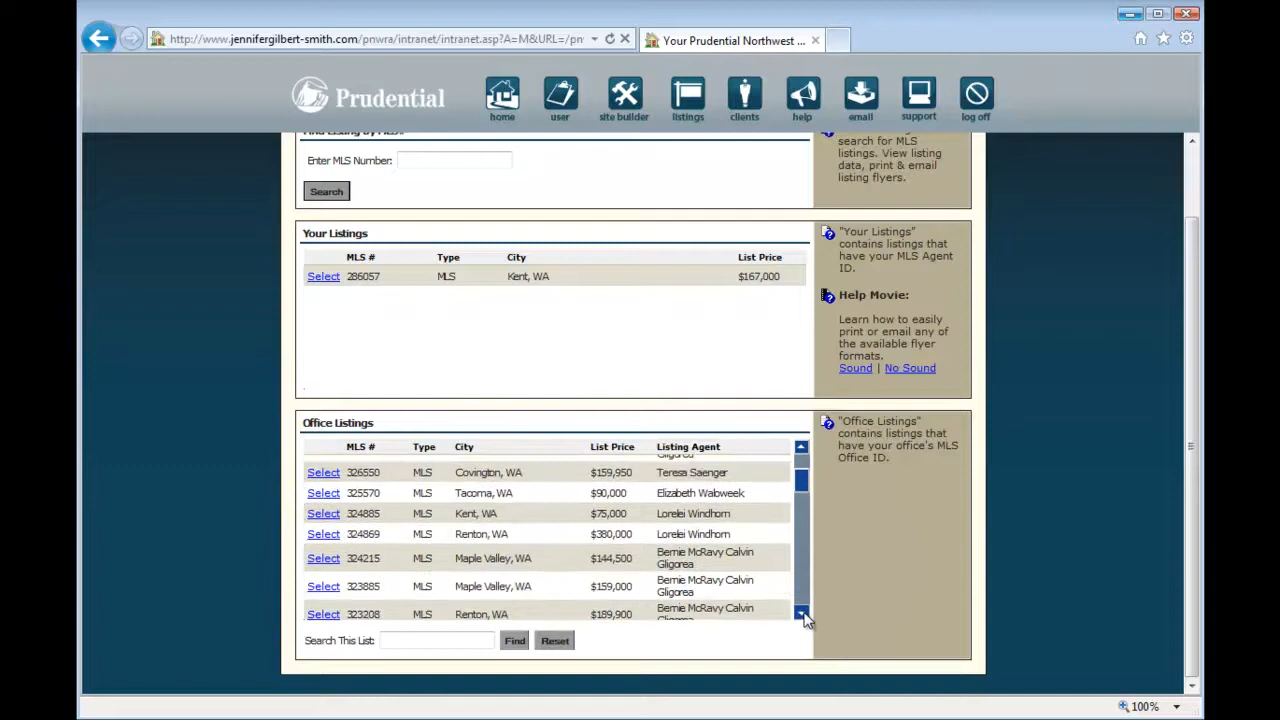 http://www.jennifergilbert-smith.com/pnwra/intranet/intranet.asp?A=M&URL=/pn
Your Prudential Northwest ...
Prudential
home user site builder listings clients help email support log off
Enter MLS Number:
Search
search for MLS
listings. View listing
data, print & email
listing flyers.
Your Listings
MLS # Type City List Price
Select 286057 MLS Kent, WA $167,000
"Your Listings"
contains listings that
have your MLS Agent
ID.
Help Movie:
Learn how to easily
print or email any of
the available flyer
formats.
Sound | No Sound
Office Listings
MLS # Type City List Price Listing Agent
Select 326550 MLS Covington, WA $159,950 Teresa Saenger
Select 325570 MLS Tacoma, WA $90,000 Elizabeth Wabweek
Select 324885 MLS Kent, WA $75,000 Lorelei Windhorn
Select 324869 MLS Renton, WA $380,000 Lorelei Windhorn
Select 324215 MLS Maple Valley, WA $144,500 Bernie McRavy Calvin
Gligorea
Select 323885 MLS Maple Valley, WA $159,000 Bernie McRavy Calvin
Gligorea
Select 323208 MLS Renton, WA $189,900 Bernie McRavy Calvin
Search This List: Find Reset
"Office Listings"
contains listings that
have your office's MLS
Office ID.
100%